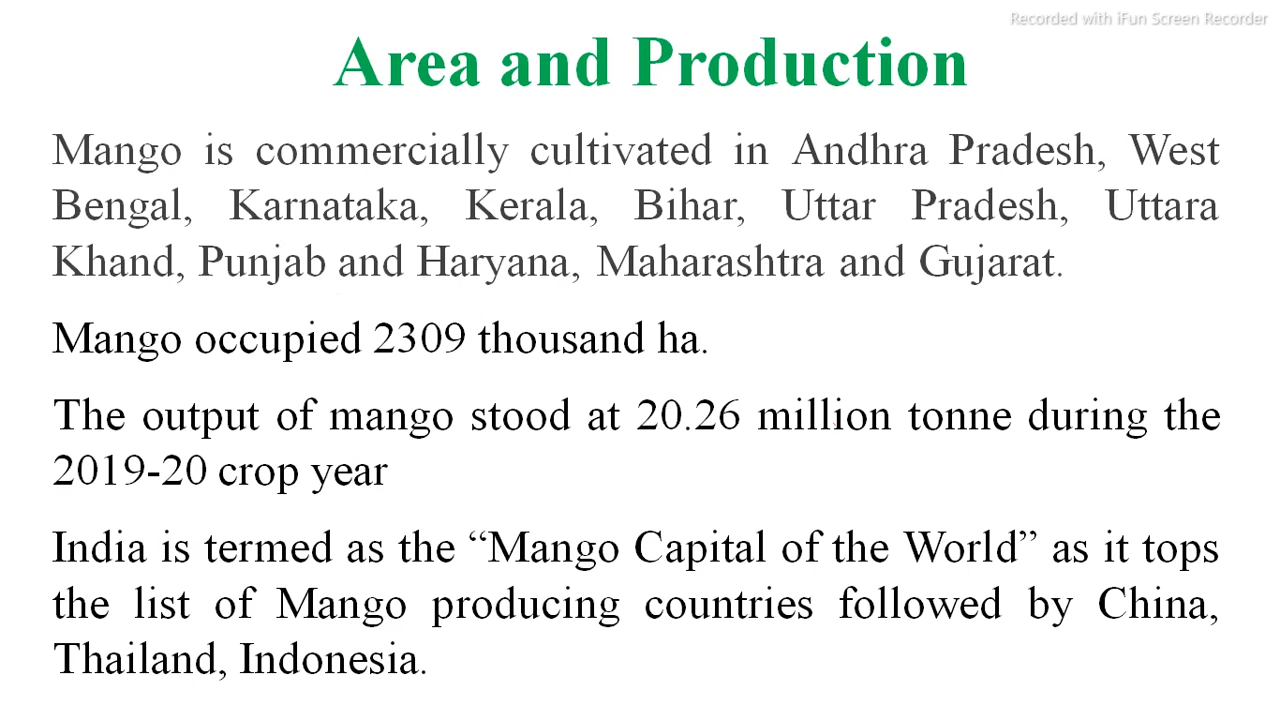 Recorded with iFun Screen Recorder
Area and Production
Mango is commercially cultivated in Andhra Pradesh, West
Bengal, Karnataka, Kerala, Bihar, Uttar Pradesh, Uttara
Khand, Punjab and Haryana, Maharashtra and Gujarat.
Mango occupied 2309 thousand ha.
The output of mango stood at 20.26 million tonne during the
2019-20 crop year
India is termed as the “Mango Capital of the World” as it tops
the list of Mango producing countries followed by China,
Thailand, Indonesia.